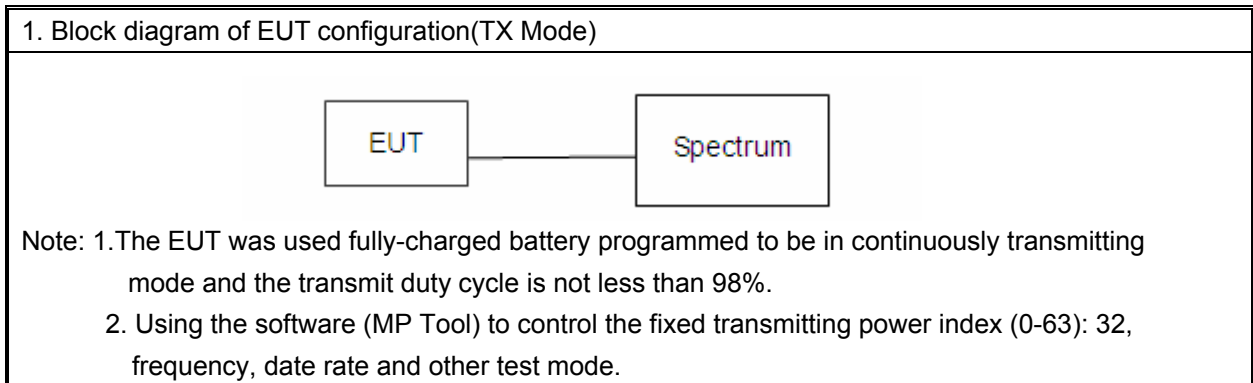 1. Block diagram of EUT configuration(TX Mode)
EUT
Spectrum
Note: 1.The EUT was used fully-charged battery programmed to be in continuously transmitting
mode and the transmit duty cycle is not less than 98%.
2. Using the software (MP Tool) to control the fixed transmitting power index (0-63): 32,
frequency, date rate and other test mode.